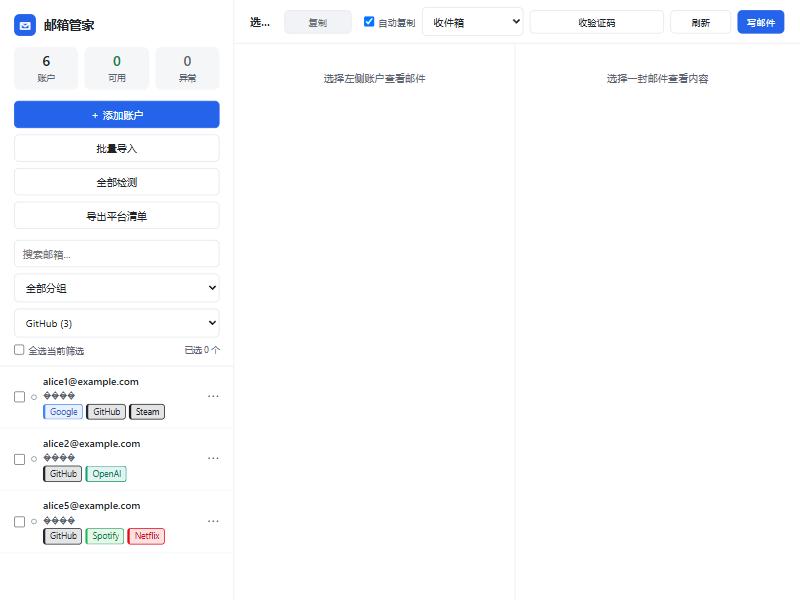 邮箱管家
6
账户
0
可用
0
异常
+ 添加账户
批量导入
全部检测
导出平台清单
搜索邮箱...
全部分组
GitHub (3)
全选当前筛选
已选 0 个
alice1@example.com
����
Google GitHub Steam
alice2@example.com
����
GitHub OpenAI
alice5@example.com
����
GitHub Spotify Netflix
选... 复制 自动复制 收件箱 收验证码 刷新 写邮件
选择左侧账户查看邮件
选择一封邮件查看内容